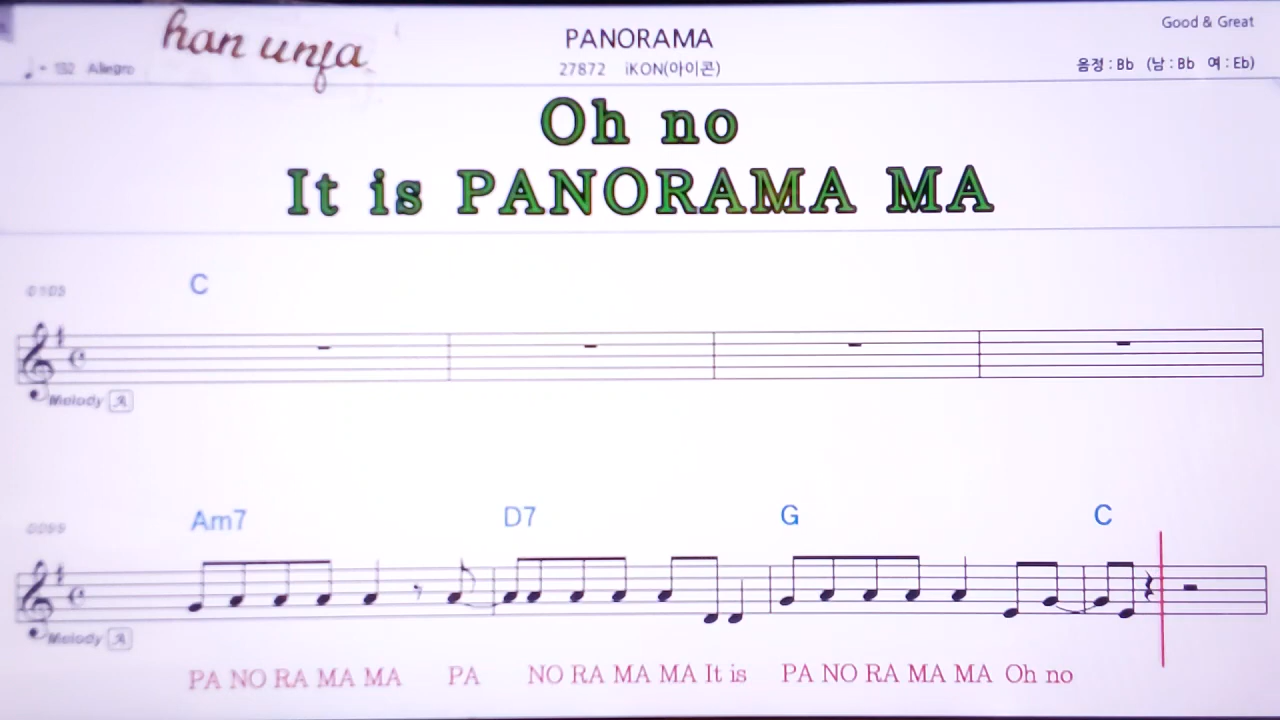 han unja
Good & Great
PANORAMA
♩ = 132 Allegro
27872 iKON(아이콘)
음정 : Bb (남 : Bb 여 : Eb)
Oh no
It is PANORAMA MA
C
Melody
Am7 D7 G C
Melody
PA NO RA MA MA PA NO RA MA MA It is PA NO RA MA MA Oh no